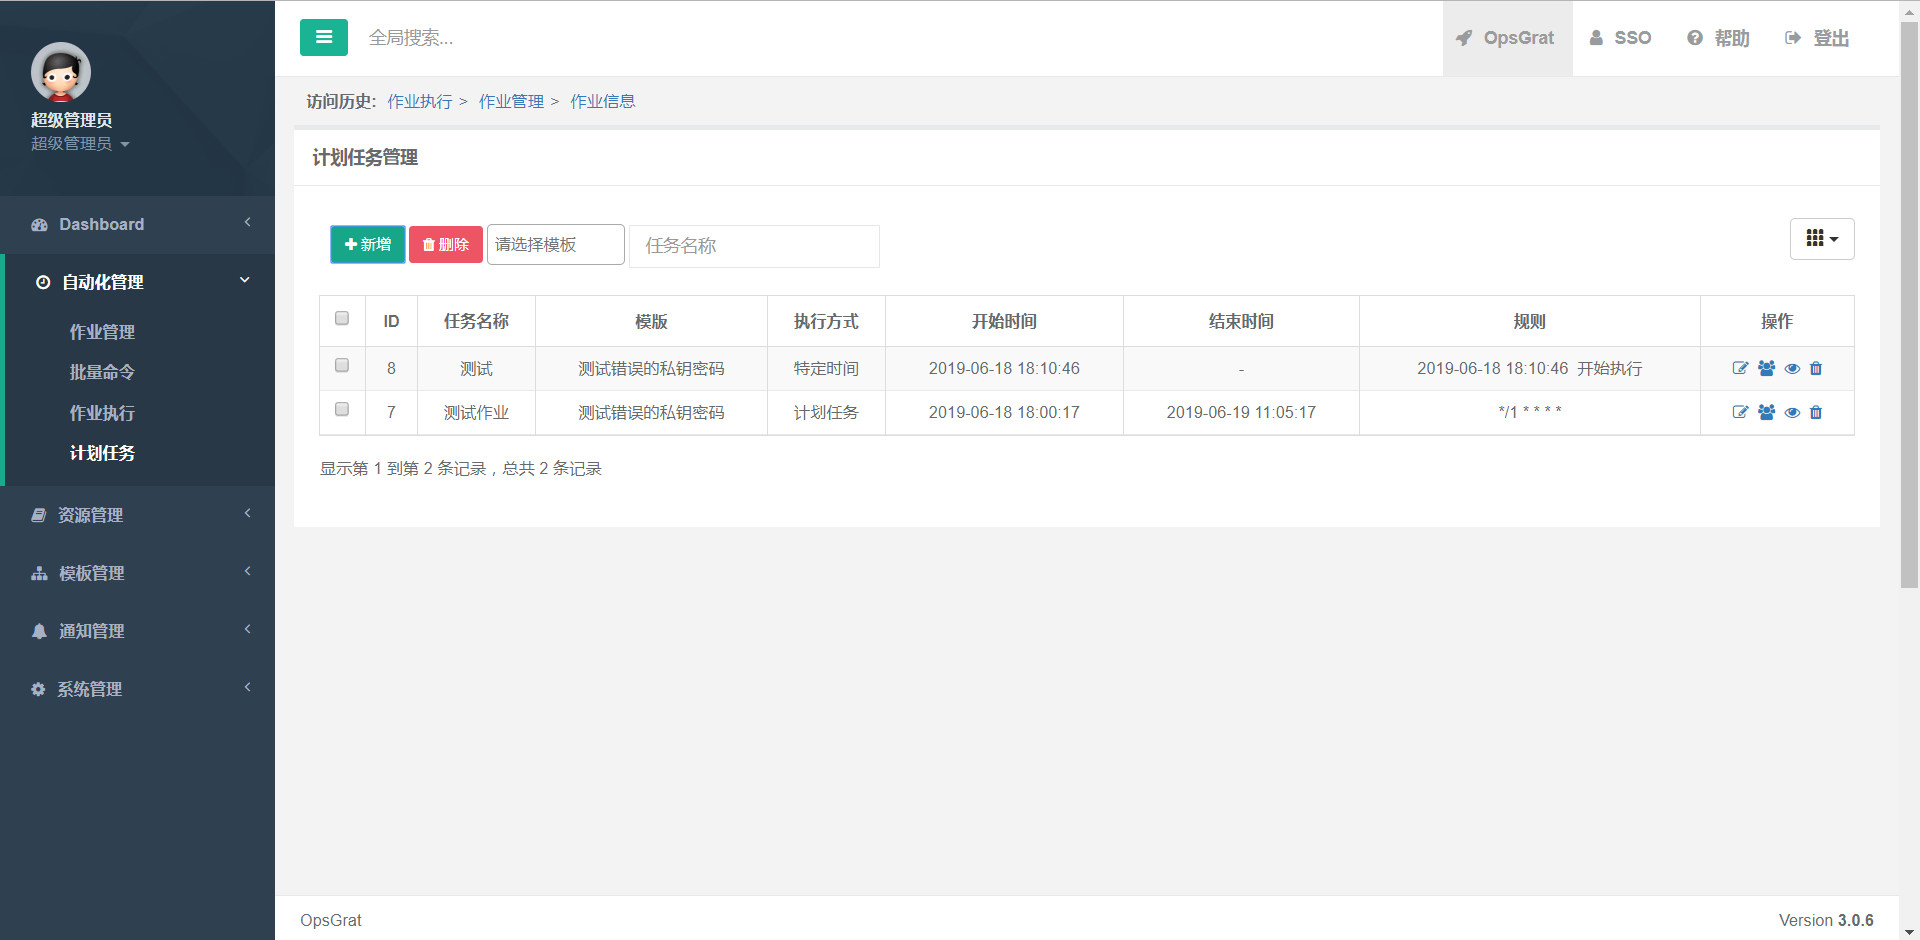 超级管理员
超级管理员
Dashboard
自动化管理
作业管理
批量命令
作业执行
计划任务
资源管理
模板管理
通知管理
系统管理
全局搜索...
OpsGrat SSO 帮助 登出
访问历史: 作业执行 > 作业管理 > 作业信息
计划任务管理
新增 删除 请选择模板 任务名称
ID 任务名称 模版 执行方式 开始时间 结束时间 规则 操作
8 测试 测试错误的私钥密码 特定时间 2019-06-18 18:10:46 - 2019-06-18 18:10:46 开始执行
7 测试作业 测试错误的私钥密码 计划任务 2019-06-18 18:00:17 2019-06-19 11:05:17 */1 * * * *
显示第 1 到第 2 条记录，总共 2 条记录
OpsGrat Version 3.0.6